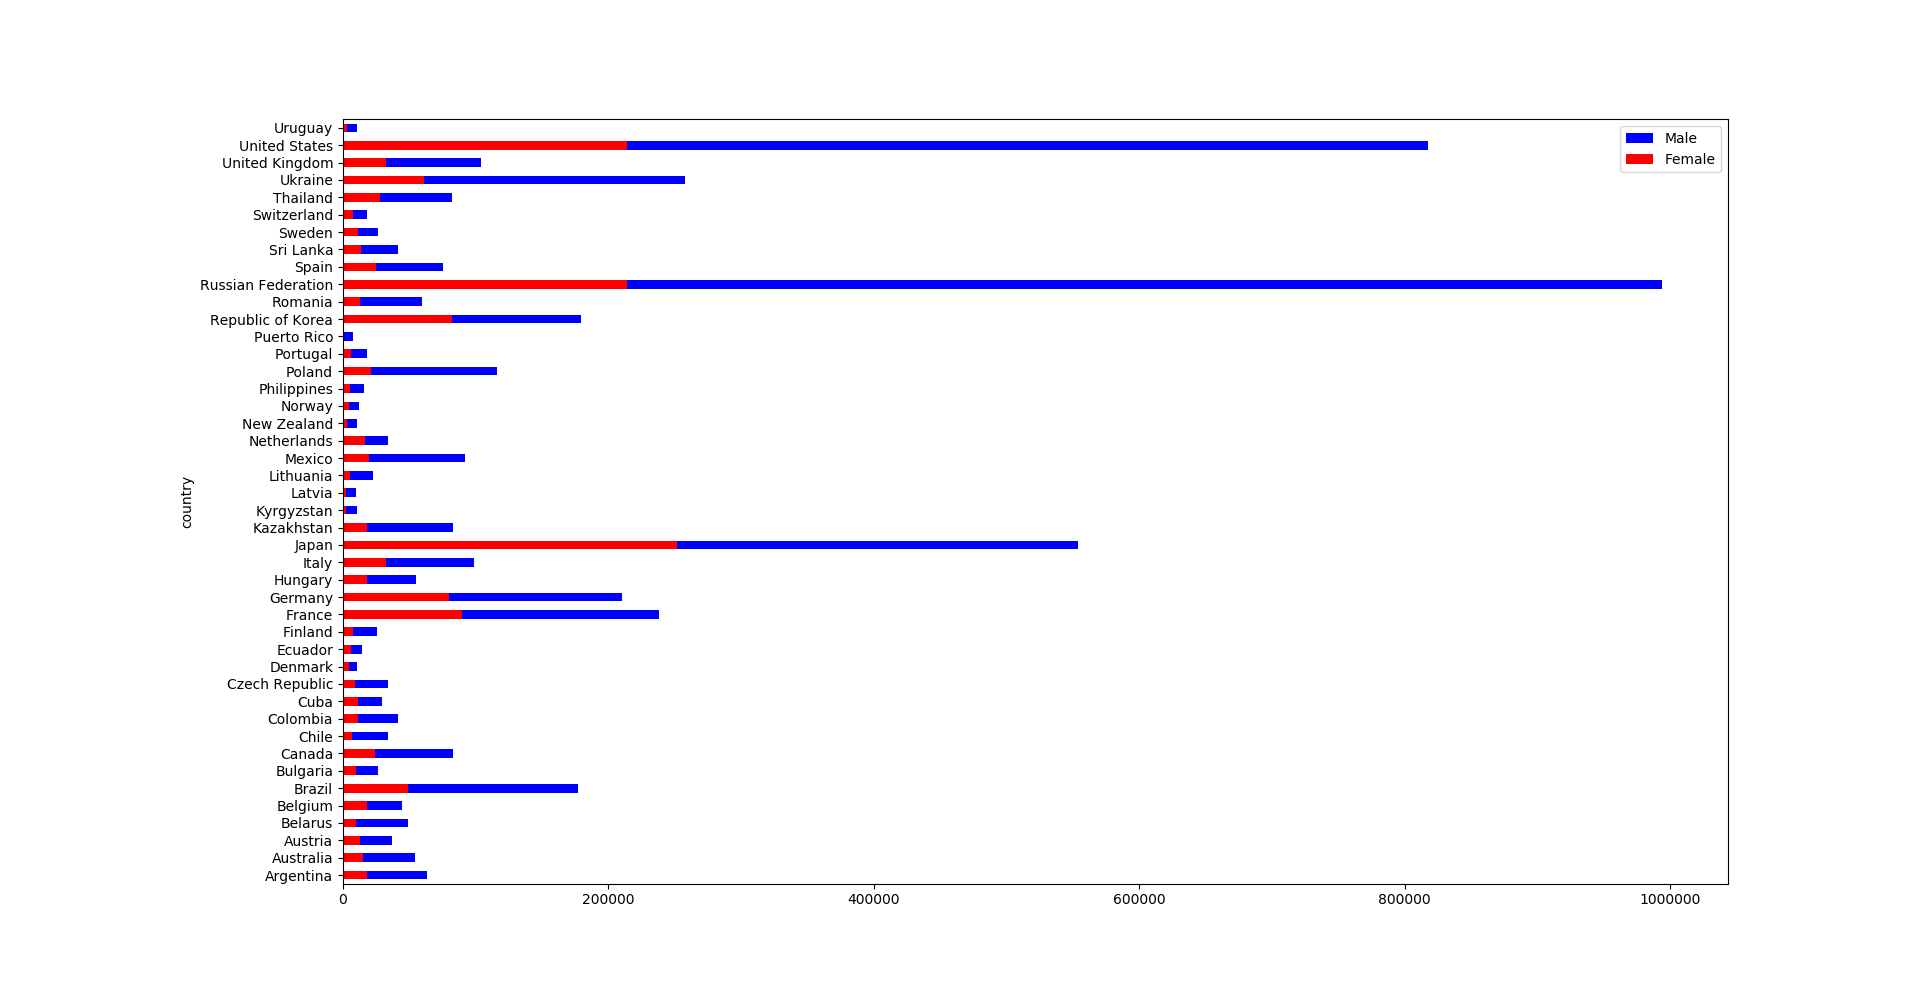 Uruguay
United States
United Kingdom
Ukraine
Thailand
Switzerland
Sweden
Sri Lanka
Spain
Russian Federation
Romania
Republic of Korea
Puerto Rico
Portugal
Poland
Philippines
Norway
New Zealand
Netherlands
Mexico
Lithuania
Latvia
Kyrgyzstan
Kazakhstan
Japan
Italy
Hungary
Germany
France
Finland
Ecuador
Denmark
Czech Republic
Cuba
Colombia
Chile
Canada
Bulgaria
Brazil
Belgium
Belarus
Austria
Australia
Argentina
country
0 200000 400000 600000 800000 1000000
Male
Female